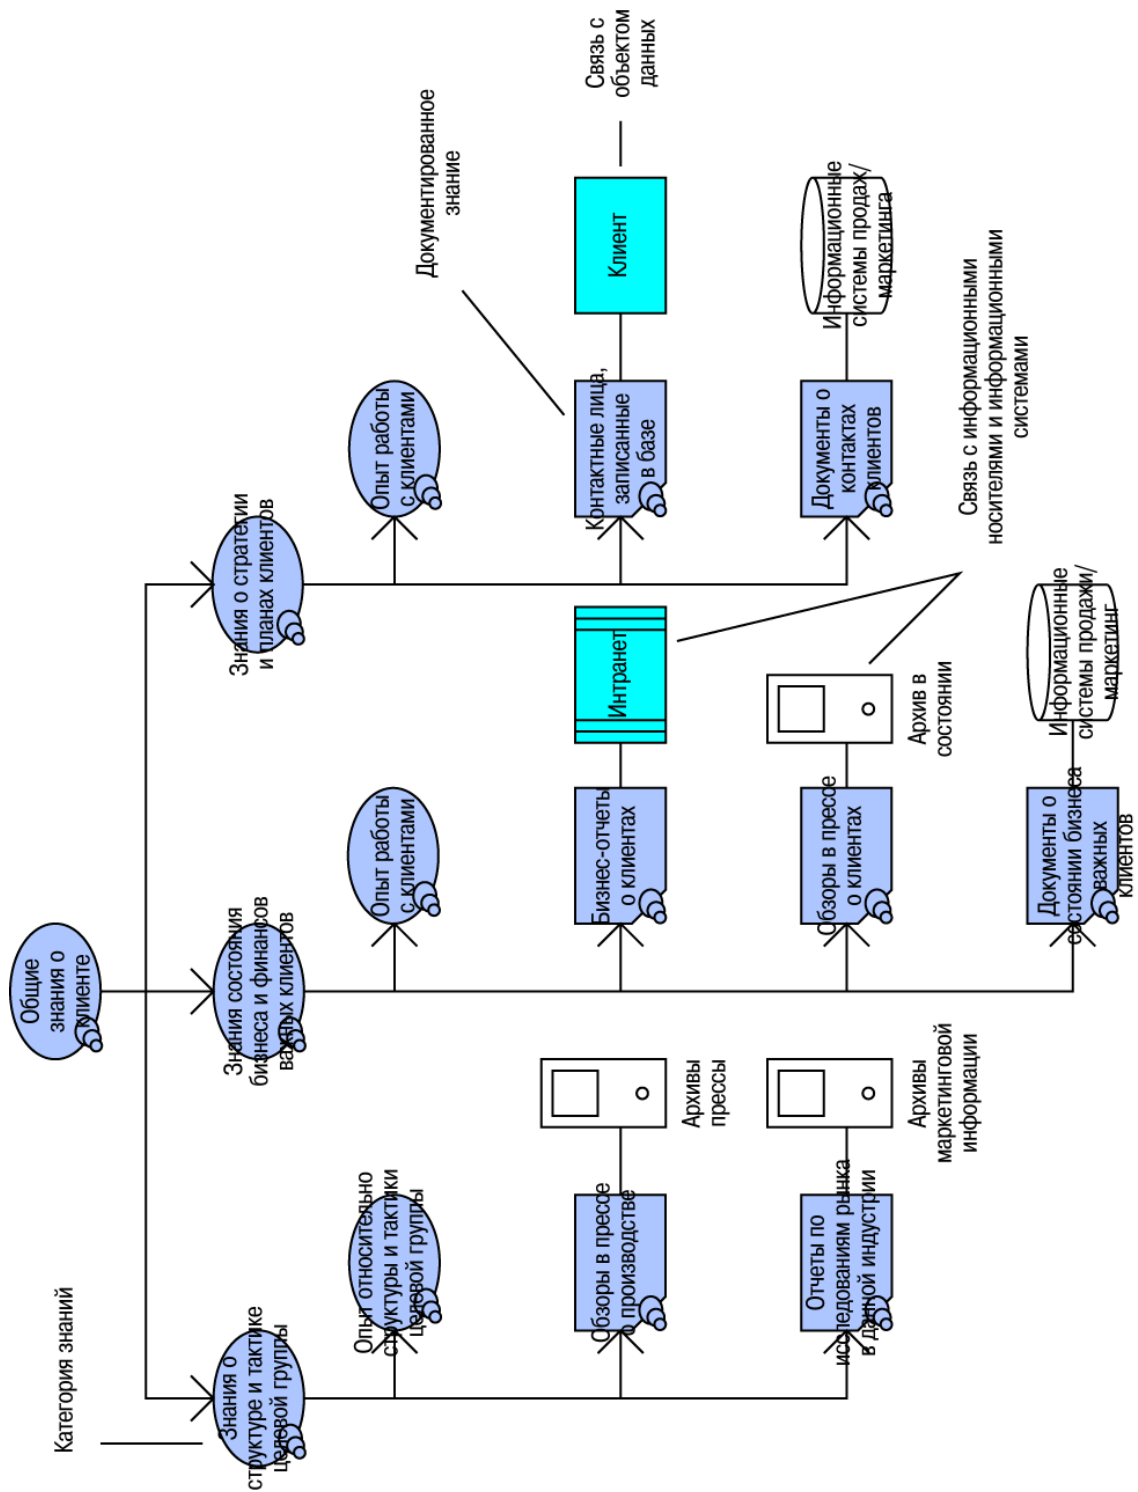 Общие
знания о
клиенте
Категория знаний
Знания о
структуре и тактике
целевой группы
Знания состояния
бизнеса и финансов
важных клиентов
Знания о стратегии
и планах клиентов
Опыт относительно
структуры и тактики
целевой группы
Опыт работы
с клиентами
Опыт работы
с клиентами
Документированное
знание
Обзоры в прессе
о производстве
Архивы
прессы
Бизнес-отчеты
о клиентах
Интранет
Контактные лица,
записанные
в базе
Клиент
Связь с
объектом
данных
Отчеты по
исследованиям рынка
в данной индустрии
Архивы
маркетинговой
информации
Обзоры в прессе
о клиентах
Архив в
состоянии
Документы о
контактах
клиентов
Информационные
системы продаж/
маркетинга
Связь с информационными
носителями и информационными
системами
Документы о
состоянии бизнеса
важных
клиентов
Информационные
системы продажи/
маркетинг